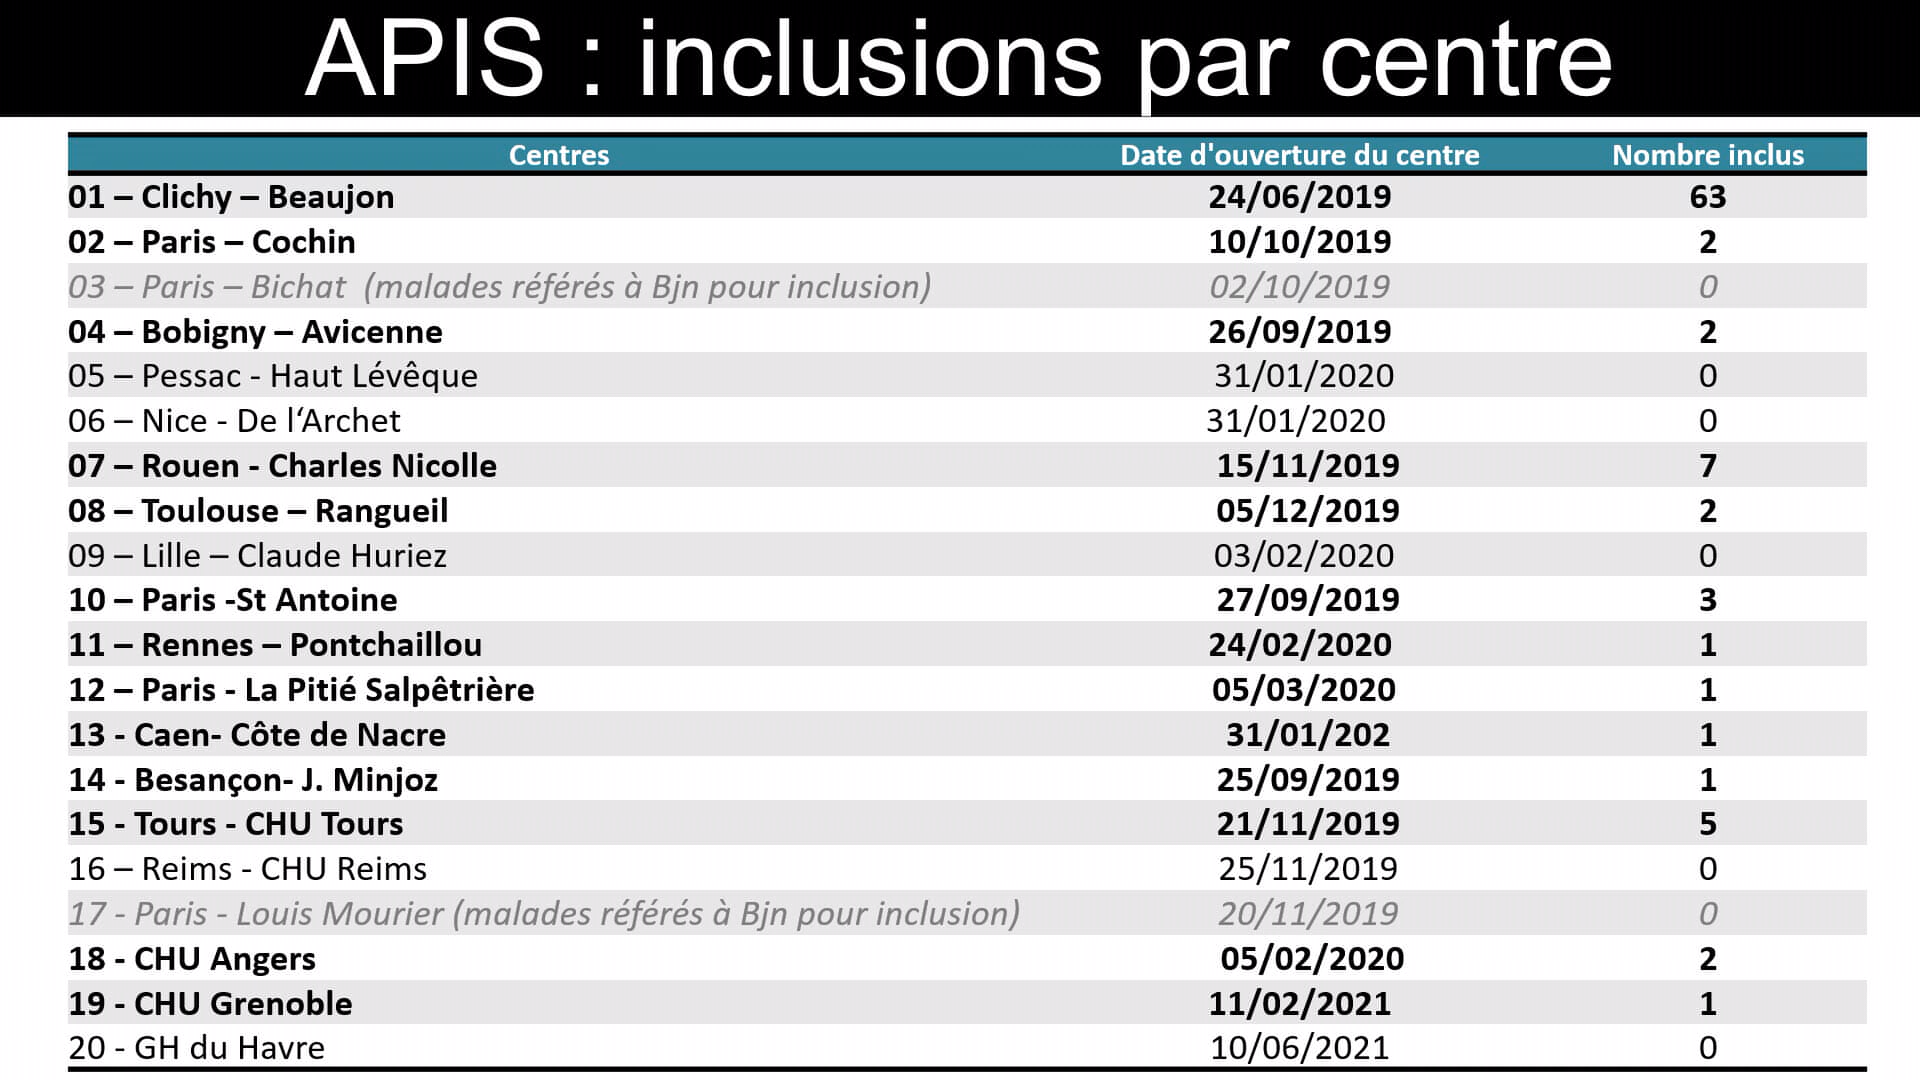 APIS : inclusions par centre
Centres Date d'ouverture du centre Nombre inclus
01 – Clichy – Beaujon 24/06/2019 63
02 – Paris – Cochin 10/10/2019 2
03 – Paris – Bichat (malades référés à Bjn pour inclusion) 02/10/2019 0
04 – Bobigny – Avicenne 26/09/2019 2
05 – Pessac - Haut Lévêque 31/01/2020 0
06 – Nice - De l‘Archet 31/01/2020 0
07 – Rouen - Charles Nicolle 15/11/2019 7
08 – Toulouse – Rangueil 05/12/2019 2
09 – Lille – Claude Huriez 03/02/2020 0
10 – Paris -St Antoine 27/09/2019 3
11 – Rennes – Pontchaillou 24/02/2020 1
12 – Paris - La Pitié Salpêtrière 05/03/2020 1
13 - Caen- Côte de Nacre 31/01/202 1
14 - Besançon- J. Minjoz 25/09/2019 1
15 - Tours - CHU Tours 21/11/2019 5
16 – Reims - CHU Reims 25/11/2019 0
17 - Paris - Louis Mourier (malades référés à Bjn pour inclusion) 20/11/2019 0
18 - CHU Angers 05/02/2020 2
19 - CHU Grenoble 11/02/2021 1
20 - GH du Havre 10/06/2021 0